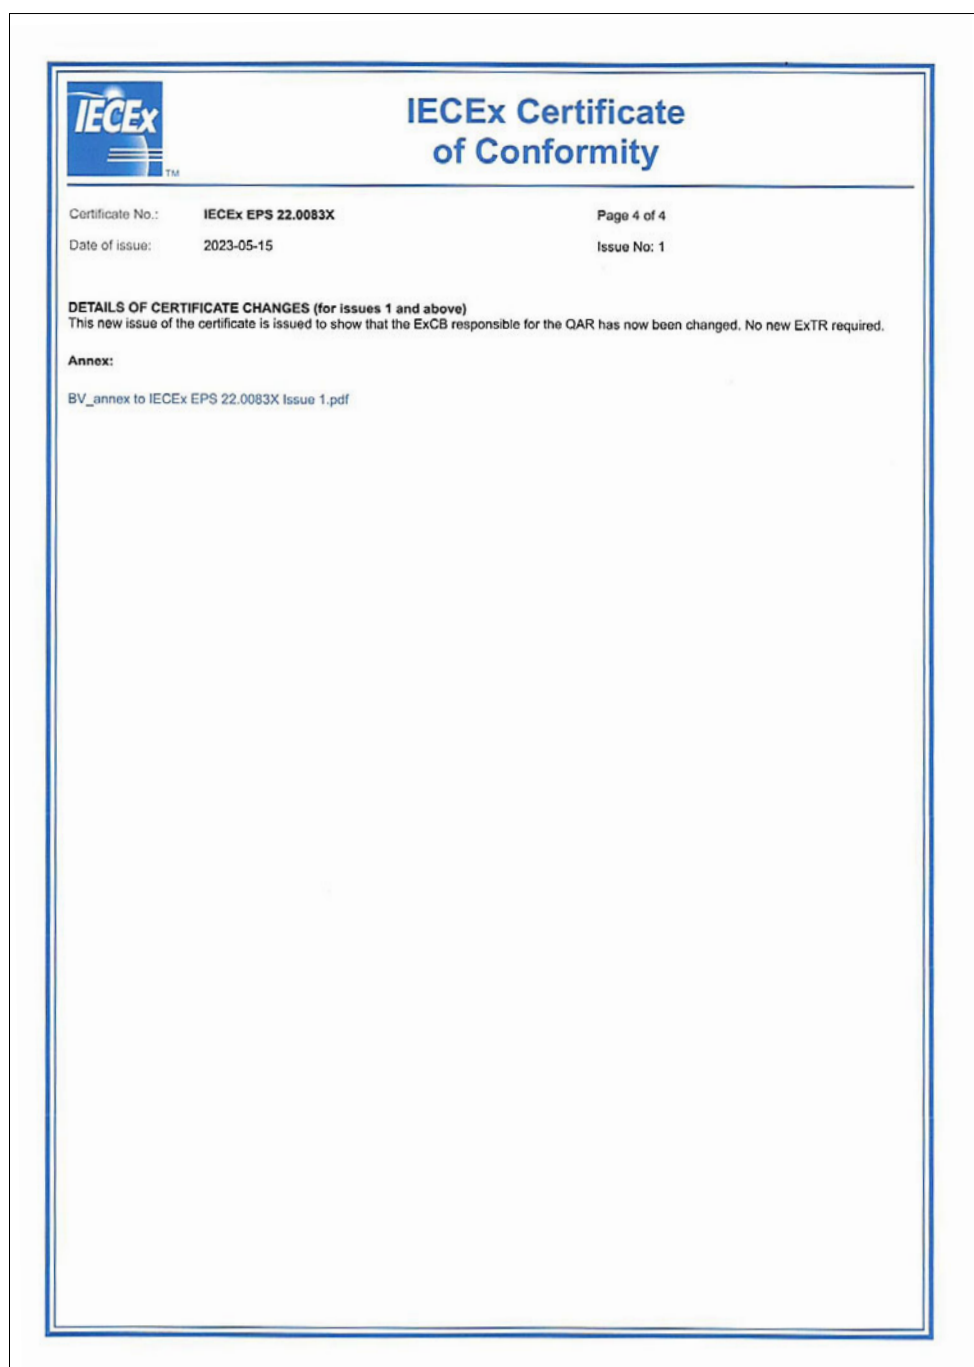 IECEx
TM
IECEx Certificate
of Conformity
Certificate No.: IECEx EPS 22.0083X Page 4 of 4
Date of issue: 2023-05-15 Issue No: 1
DETAILS OF CERTIFICATE CHANGES (for issues 1 and above)
This new issue of the certificate is issued to show that the ExCB responsible for the QAR has now been changed. No new ExTR required.
Annex:
BV_annex to IECEx EPS 22.0083X Issue 1.pdf